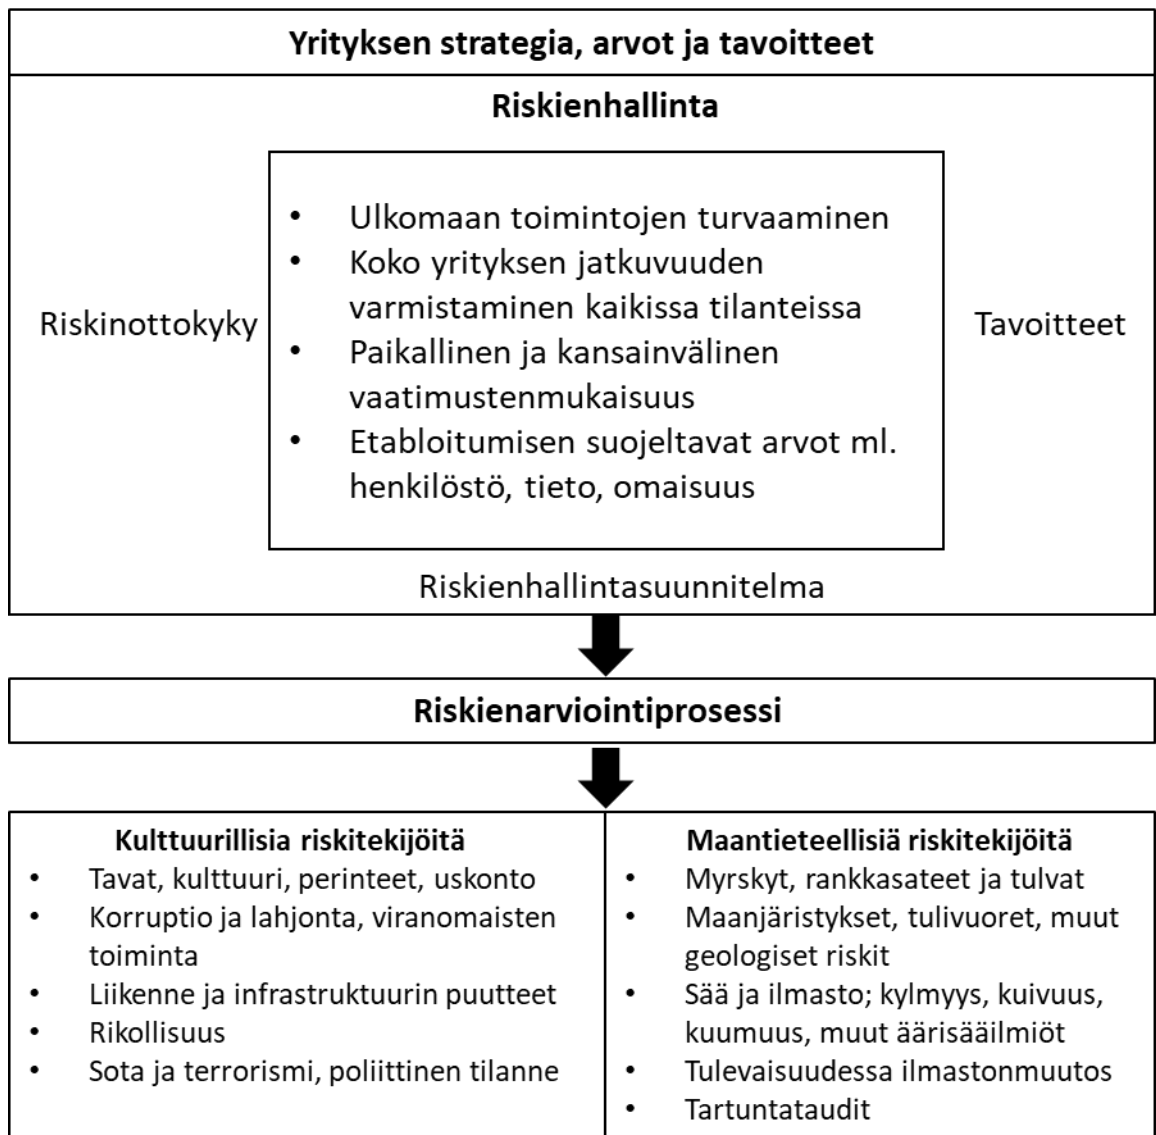 Yrityksen strategia, arvot ja tavoitteet
Riskienhallinta
Riskinottokyky
• Ulkomaan toimintojen turvaaminen
• Koko yrityksen jatkuvuuden
varmistaminen kaikissa tilanteissa
• Paikallinen ja kansainvälinen
vaatimustenmukaisuus
• Etabloitumisen suojeltavat arvot ml.
henkilöstö, tieto, omaisuus
Tavoitteet
Riskienhallintasuunnitelma
Riskienarviointiprosessi
Kulttuurillisia riskitekijöitä
• Tavat, kulttuuri, perinteet, uskonto
• Korruptio ja lahjonta, viranomaisten
toiminta
• Liikenne ja infrastruktuurin puutteet
• Rikollisuus
• Sota ja terrorismi, poliittinen tilanne
Maantieteellisiä riskitekijöitä
• Myrskyt, rankkasateet ja tulvat
• Maanjäristykset, tulivuoret, muut
geologiset riskit
• Sää ja ilmasto; kylmyys, kuivuus,
kuumuus, muut äärisääilmiöt
• Tulevaisuudessa ilmastonmuutos
• Tartuntataudit